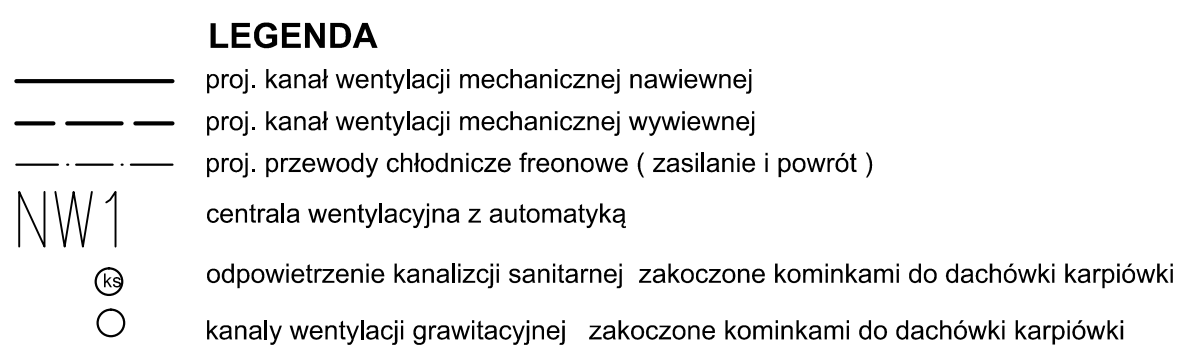 LEGENDA
proj. kanał wentylacji mechanicznej nawiewnej
proj. kanał wentylacji mechanicznej wywiewnej
proj. przewody chłodnicze freonowe ( zasilanie i powrót )
NW1 centrala wentylacyjna z automatyką
ks odpowietrzenie kanalizcji sanitarnej zakoczone kominkami do dachówki karpiówki
kanaly wentylacji grawitacyjnej zakoczone kominkami do dachówki karpiówki